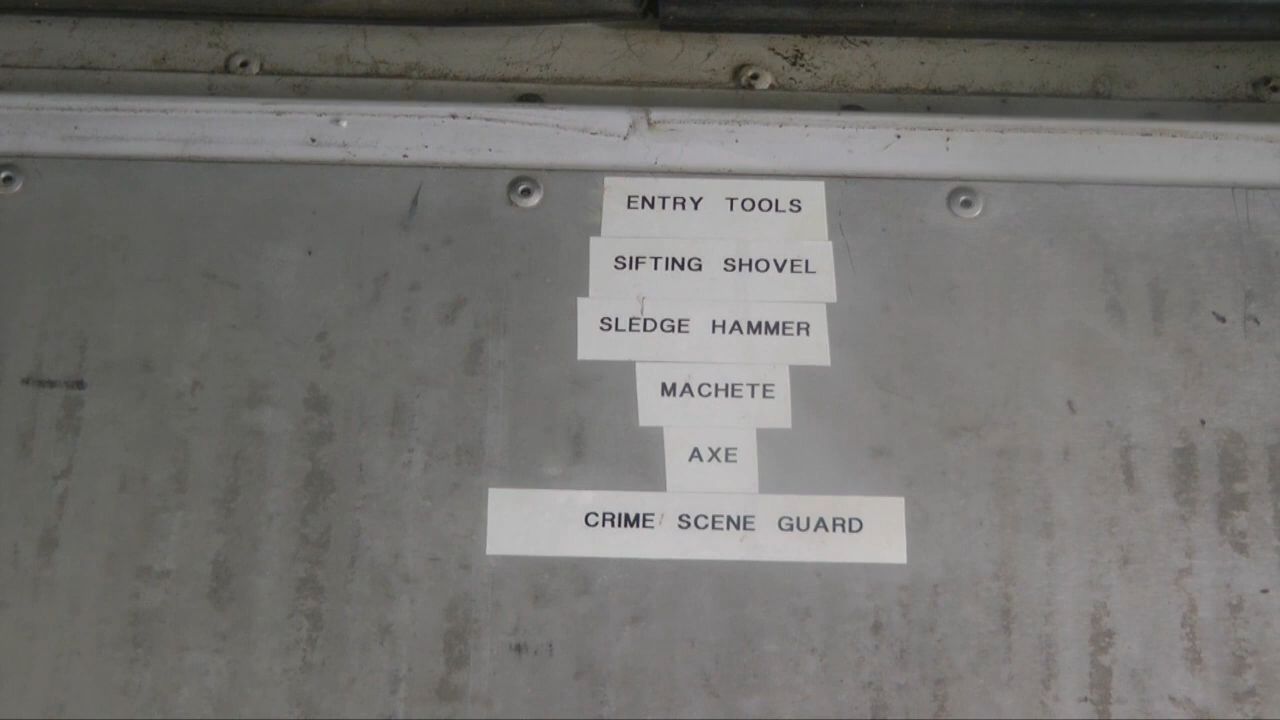 ENTRY TOOLS
SIFTING SHOVEL
SLEDGE HAMMER
MACHETE
AXE
CRIME SCENE GUARD